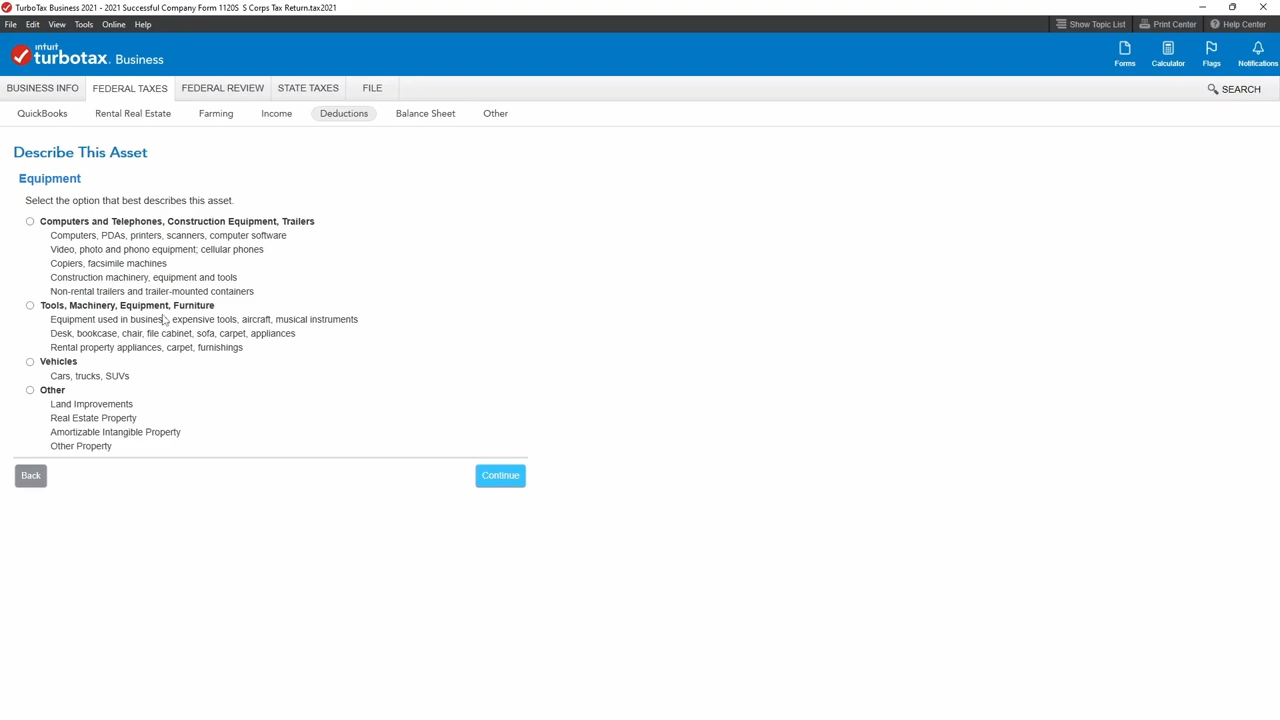 TurboTax Business 2021 - 2021 Successful Company Form 1120S S Corps Tax Return.tax2021
File Edit View Tools Online Help
Show Topic List Print Center Help Center
intuit
turbotax. Business
Forms Calculator Flags Notifications
BUSINESS INFO FEDERAL TAXES FEDERAL REVIEW STATE TAXES FILE
SEARCH
QuickBooks Rental Real Estate Farming Income Deductions Balance Sheet Other
Describe This Asset
Equipment
Select the option that best describes this asset.
Computers and Telephones, Construction Equipment, Trailers
Computers, PDAs, printers, scanners, computer software
Video, photo and phono equipment; cellular phones
Copiers, facsimile machines
Construction machinery, equipment and tools
Non-rental trailers and trailer-mounted containers
Tools, Machinery, Equipment, Furniture
Equipment used in business, expensive tools, aircraft, musical instruments
Desk, bookcase, chair, file cabinet, sofa, carpet, appliances
Rental property appliances, carpet, furnishings
Vehicles
Cars, trucks, SUVs
Other
Land Improvements
Real Estate Property
Amortizable Intangible Property
Other Property
Back Continue